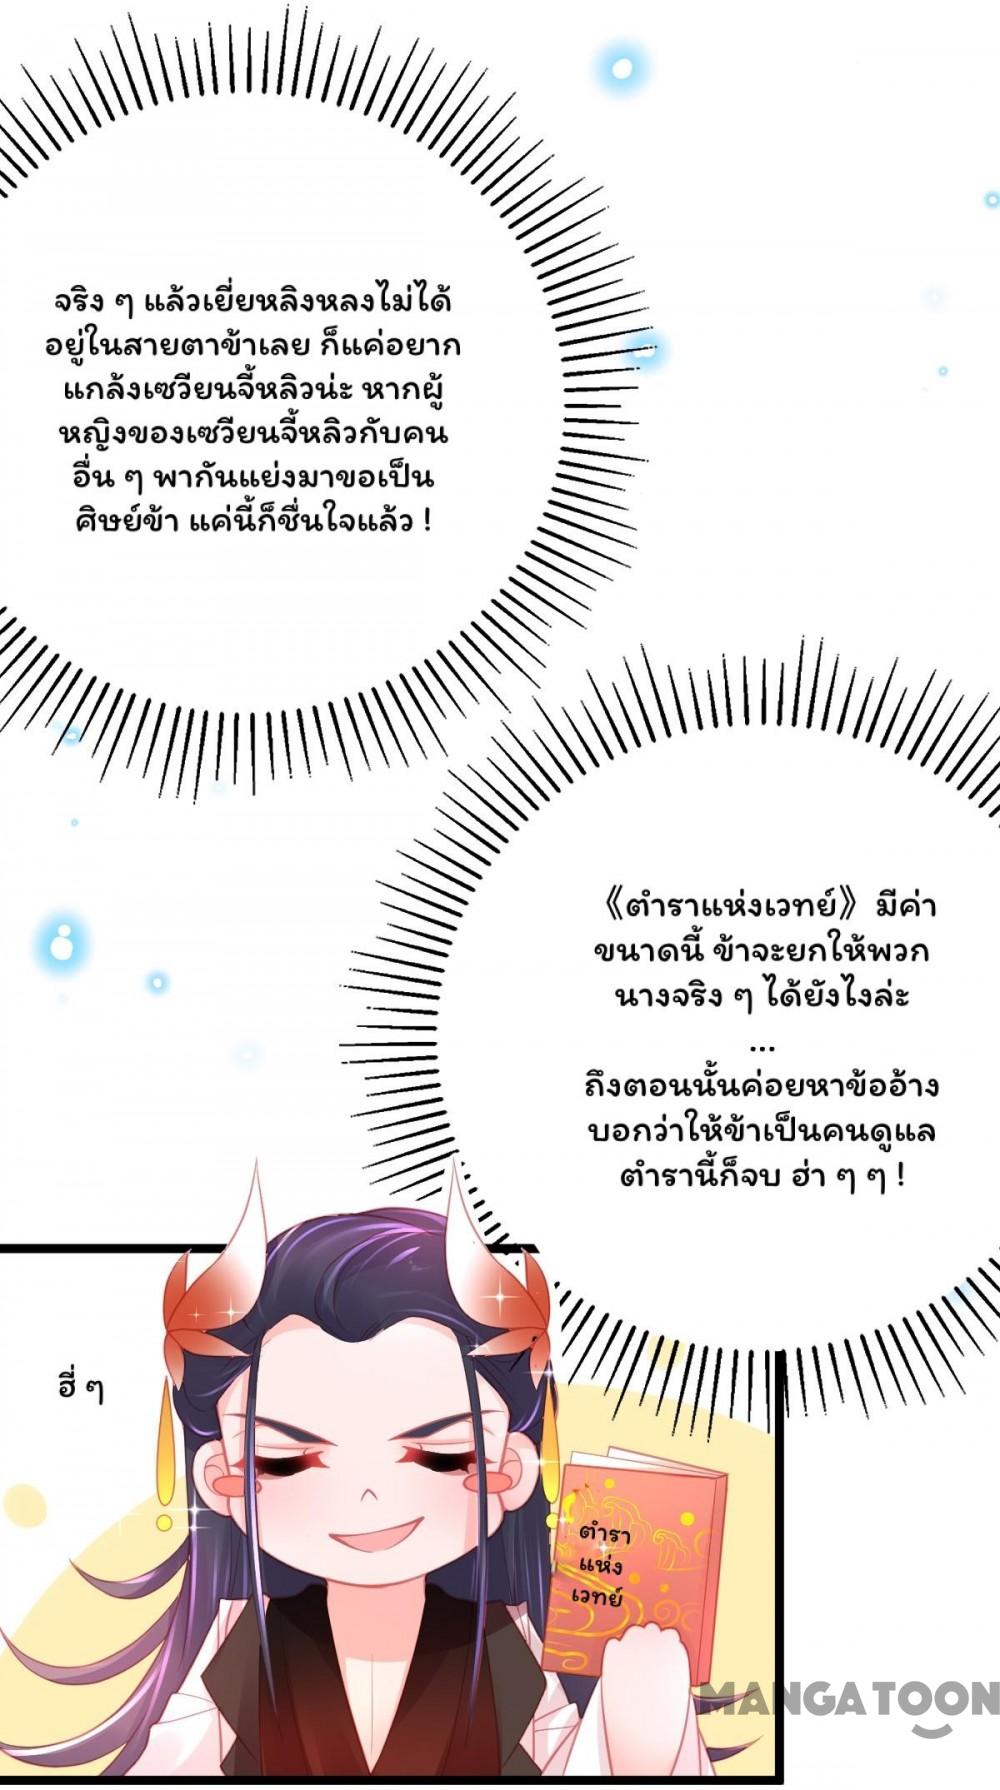 จริง ๆ แล้วเยี่ยหลิงหลงไม่ได้
อยู่ในสายตาข้าเลย ก็แค่อยาก
แกล้งเซวียนจี้หลิวน่ะ หากผู้
หญิงของเซวียนจี้หลิวกับคน
อื่น ๆ พากันแย่งมาขอเป็น
ศิษย์ข้า แค่นี้ก็ชื่นใจแล้ว !
《ตำราแห่งเวทย์》 มีค่า
ขนาดนี้ ข้าจะยกให้พวก
นางจริง ๆ ได้ยังไงล่ะ
...
ถึงตอนนั้นค่อยหาข้ออ้าง
บอกว่าให้ข้าเป็นคนดูแล
ตำรานี้ก็จบ ฮ่า ๆ ๆ !
ฮี่ ๆ
ตำรา
แห่ง
เวทย์
MANGATOON